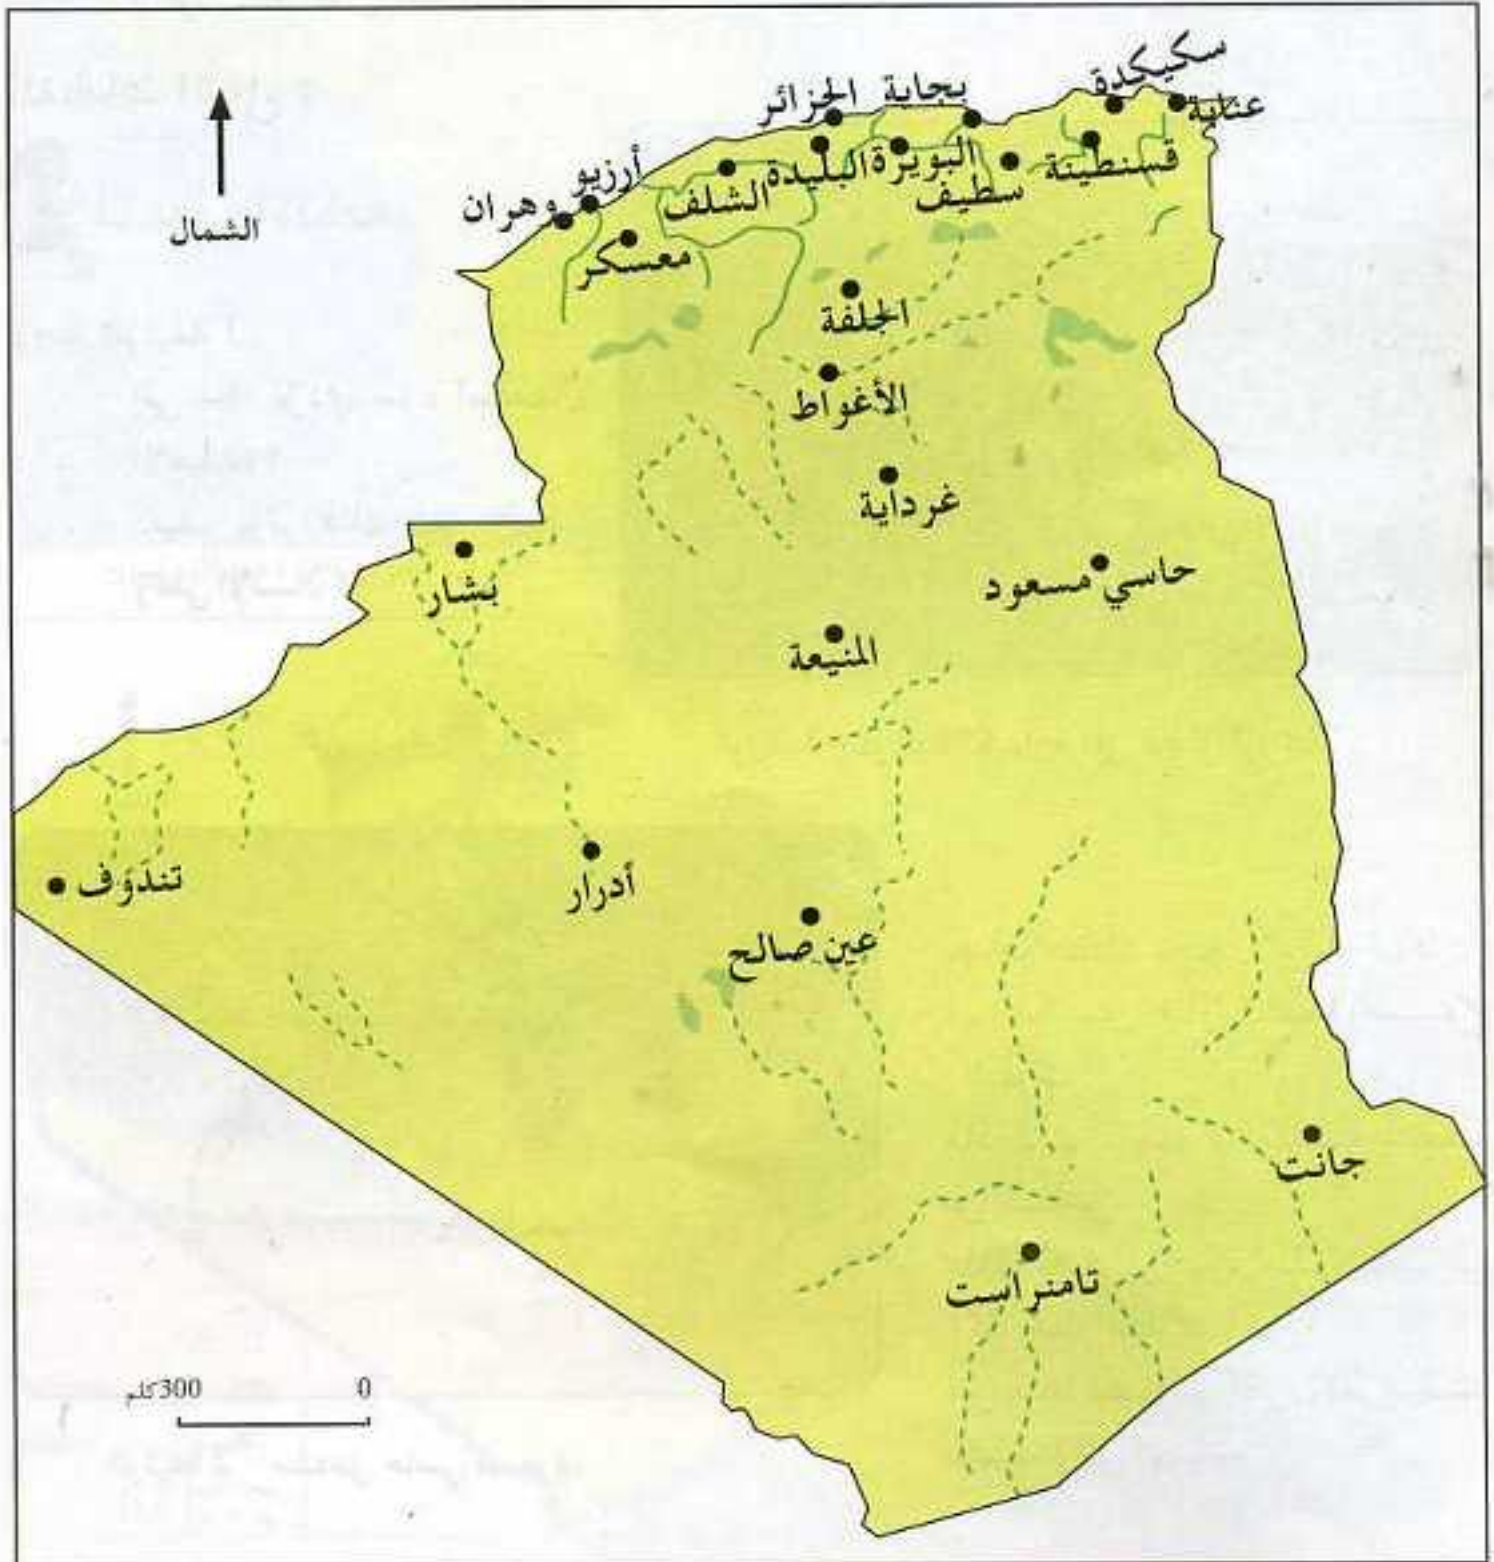 سكيكدة
عنابة
بجاية
الجزائر
قسنطينة
سطيف
البويرة
البليدة
الشلف
أرزيو
وهران
معسكر
الشمال
الجلفة
الأغواط
غرداية
حاسي مسعود
بشار
المنيعة
تندوف
أدرار
عين صالح
جانت
تامنراست
0
300كلم